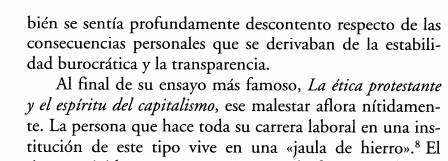 bién se sentía profundamente descontento respecto de las
consecuencias personales que se derivaban de la estabili-
dad burocrática y la transparencia.
Al final de su ensayo más famoso, La ética protestante
y el espíritu del capitalismo, ese malestar aflora nítidamen-
te. La persona que hace toda su carrera laboral en una ins-
titución de este tipo vive en una «jaula de hierro».⁸ El